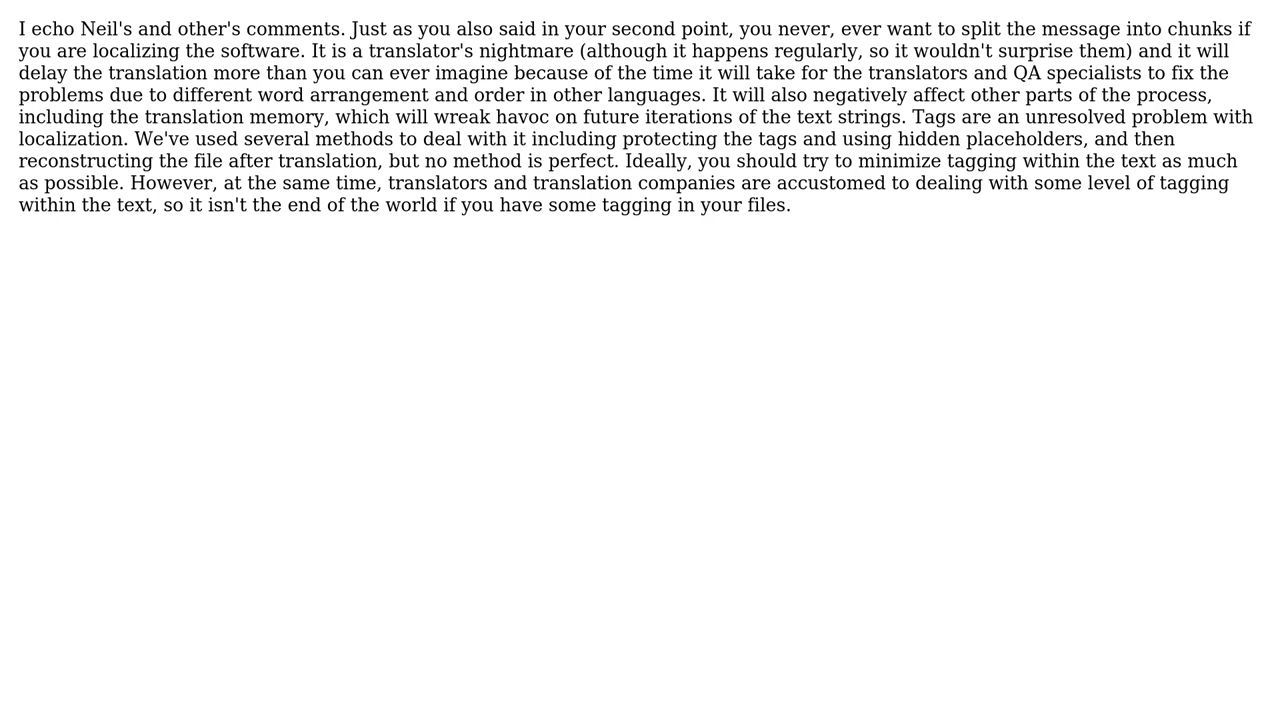 I echo Neil's and other's comments. Just as you also said in your second point, you never, ever want to split the message into chunks if
you are localizing the software. It is a translator's nightmare (although it happens regularly, so it wouldn't surprise them) and it will
delay the translation more than you can ever imagine because of the time it will take for the translators and QA specialists to fix the
problems due to different word arrangement and order in other languages. It will also negatively affect other parts of the process,
including the translation memory, which will wreak havoc on future iterations of the text strings. Tags are an unresolved problem with
localization. We've used several methods to deal with it including protecting the tags and using hidden placeholders, and then
reconstructing the file after translation, but no method is perfect. Ideally, you should try to minimize tagging within the text as much
as possible. However, at the same time, translators and translation companies are accustomed to dealing with some level of tagging
within the text, so it isn't the end of the world if you have some tagging in your files.